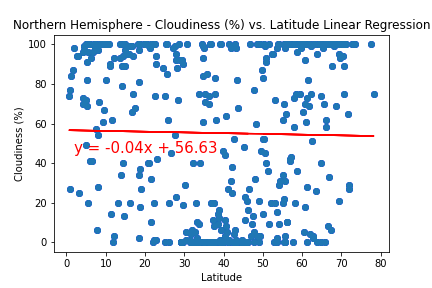 Northern Hemisphere - Cloudiness (%) vs. Latitude Linear Regression
100
80
60
40
20
0
Cloudiness (%)
y = -0.04x + 56.63
0 10 20 30 40 50 60 70 80
Latitude